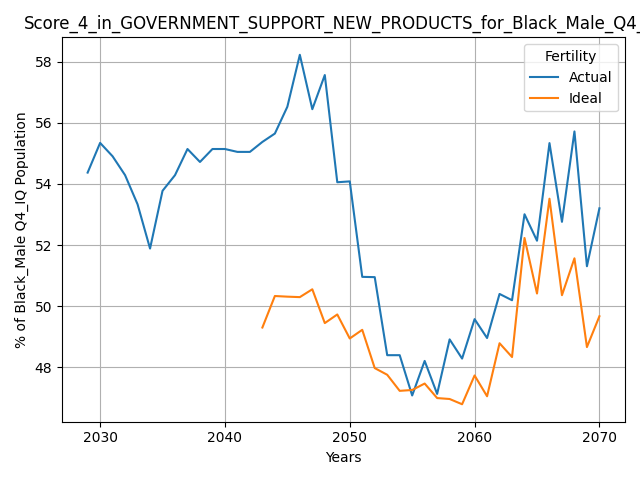 Score_4_in_GOVERNMENT_SUPPORT_NEW_PRODUCTS_for_Black_Male_Q4_
Fertility
Actual
Ideal
% of Black_Male Q4_IQ Population
58
56
54
52
50
48
2030 2040 2050 2060 2070
Years